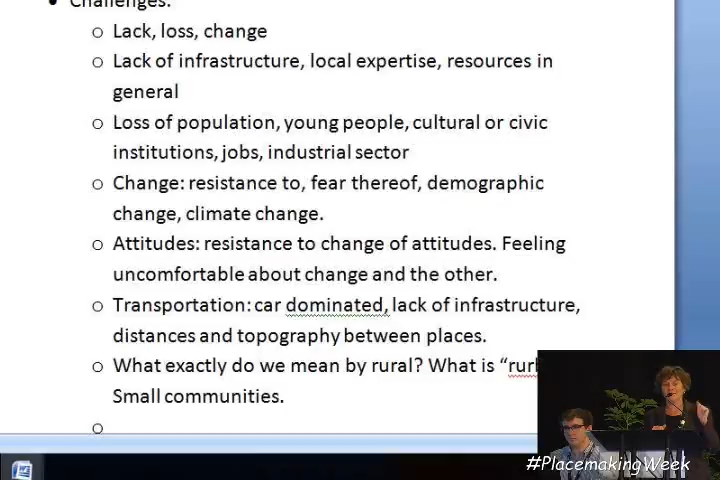 Challenges:
o Lack, loss, change
o Lack of infrastructure, local expertise, resources in
general
o Loss of population, young people, cultural or civic
institutions, jobs, industrial sector
o Change: resistance to, fear thereof, demographic
change, climate change.
o Attitudes: resistance to change of attitudes. Feeling
uncomfortable about change and the other.
o Transportation: car dominated, lack of infrastructure,
distances and topography between places.
o What exactly do we mean by rural? What is
Small communities.
o
#PlacemakingWeek